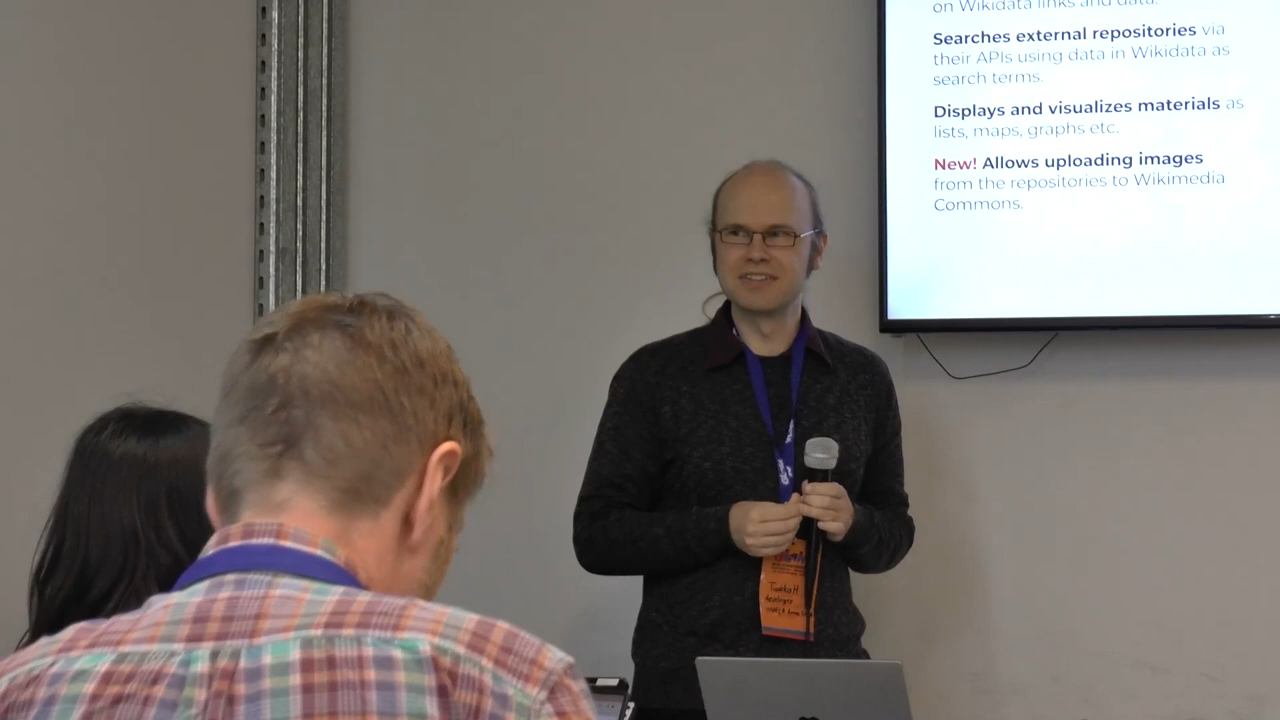 on Wikidata links and data.
Searches external repositories via
their APIs using data in Wikidata as
search terms.
Displays and visualizes materials as
lists, maps, graphs etc.
New! Allows uploading images
from the repositories to Wikimedia
Commons.
developer